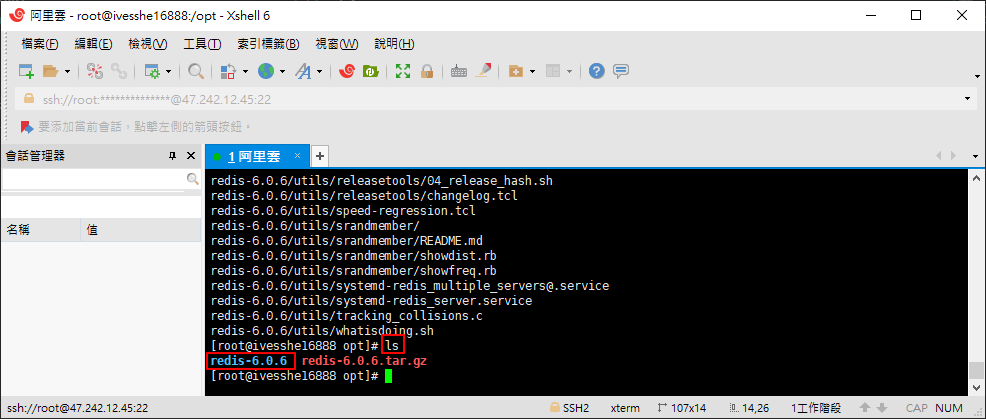 阿里雲 - root@ivesshe16888:/opt - Xshell 6
檔案(F) 編輯(E) 檢視(V) 工具(T) 索引標籤(B) 視窗(W) 說明(H)
ssh://root:**************@47.242.12.45:22
要添加當前會話，點擊左側的箭頭按鈕。
會話管理器
1 阿里雲
名稱 值
redis-6.0.6/utils/releasetools/04_release_hash.sh
redis-6.0.6/utils/releasetools/changelog.tcl
redis-6.0.6/utils/speed-regression.tcl
redis-6.0.6/utils/srandmember/
redis-6.0.6/utils/srandmember/README.md
redis-6.0.6/utils/srandmember/showdist.rb
redis-6.0.6/utils/srandmember/showfreq.rb
redis-6.0.6/utils/systemd-redis_multiple_servers@.service
redis-6.0.6/utils/systemd-redis_server.service
redis-6.0.6/utils/tracking_collisions.c
redis-6.0.6/utils/whatisdoing.sh
[root@ivesshe16888 opt]# ls
redis-6.0.6 redis-6.0.6.tar.gz
[root@ivesshe16888 opt]#
ssh://root@47.242.12.45:22 SSH2 xterm 107x14 14,26 1工作階段 CAP NUM